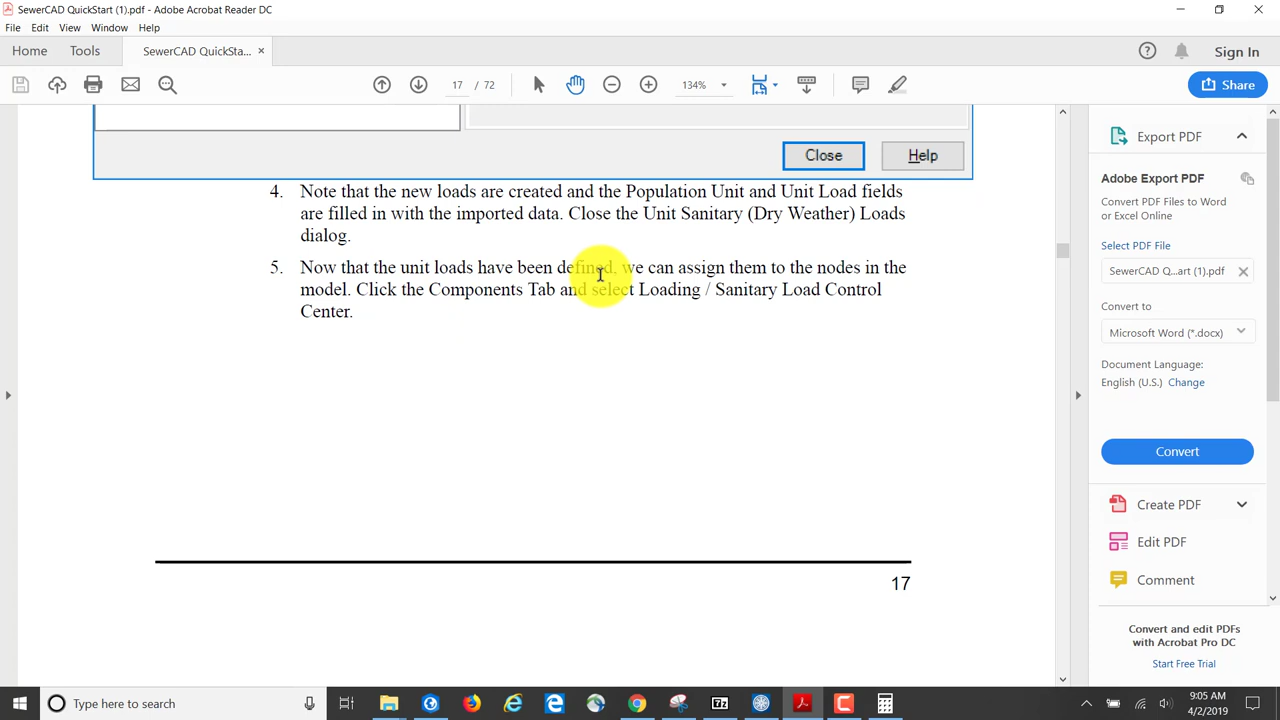 SewerCAD QuickStart (1).pdf - Adobe Acrobat Reader DC
File Edit View Window Help
Home Tools SewerCAD QuickSta... × Sign In
17 / 72 134% Share
Close Help
4. Note that the new loads are created and the Population Unit and Unit Load fields
are filled in with the imported data. Close the Unit Sanitary (Dry Weather) Loads
dialog.
5. Now that the unit loads have been defined, we can assign them to the nodes in the
model. Click the Components Tab and select Loading / Sanitary Load Control
Center.
17
Export PDF
Adobe Export PDF
Convert PDF Files to Word
or Excel Online
Select PDF File
SewerCAD Q...art (1).pdf
Convert to
Microsoft Word (*.docx)
Document Language:
English (U.S.) Change
Convert
Create PDF
Edit PDF
Comment
Convert and edit PDFs
with Acrobat Pro DC
Start Free Trial
Type here to search
7z
9:05 AM
4/2/2019